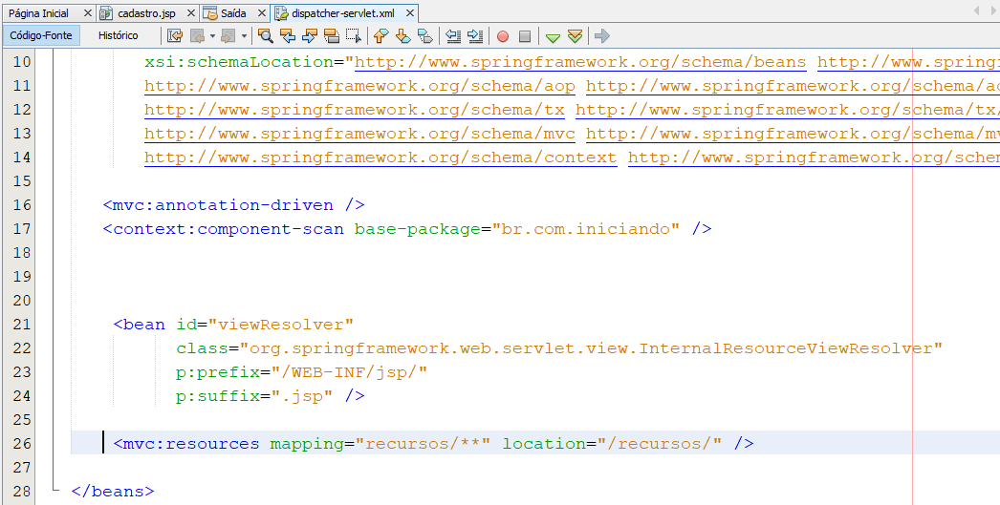 Página Inicial cadastro.jsp Saída dispatcher-servlet.xml
Código-Fonte Histórico
10 xsi:schemaLocation="http://www.springframework.org/schema/beans http://www.spring
11 http://www.springframework.org/schema/aop http://www.springframework.org/schema/ao
12 http://www.springframework.org/schema/tx http://www.springframework.org/schema/tx/
13 http://www.springframework.org/schema/mvc http://www.springframework.org/schema/mv
14 http://www.springframework.org/schema/context http://www.springframework.org/schem
15
16 <mvc:annotation-driven />
17 <context:component-scan base-package="br.com.iniciando" />
18
19
20
21 <bean id="viewResolver"
22 class="org.springframework.web.servlet.view.InternalResourceViewResolver"
23 p:prefix="/WEB-INF/jsp/"
24 p:suffix=".jsp" />
25
26 <mvc:resources mapping="recursos/**" location="/recursos/" />
27
28 </beans>